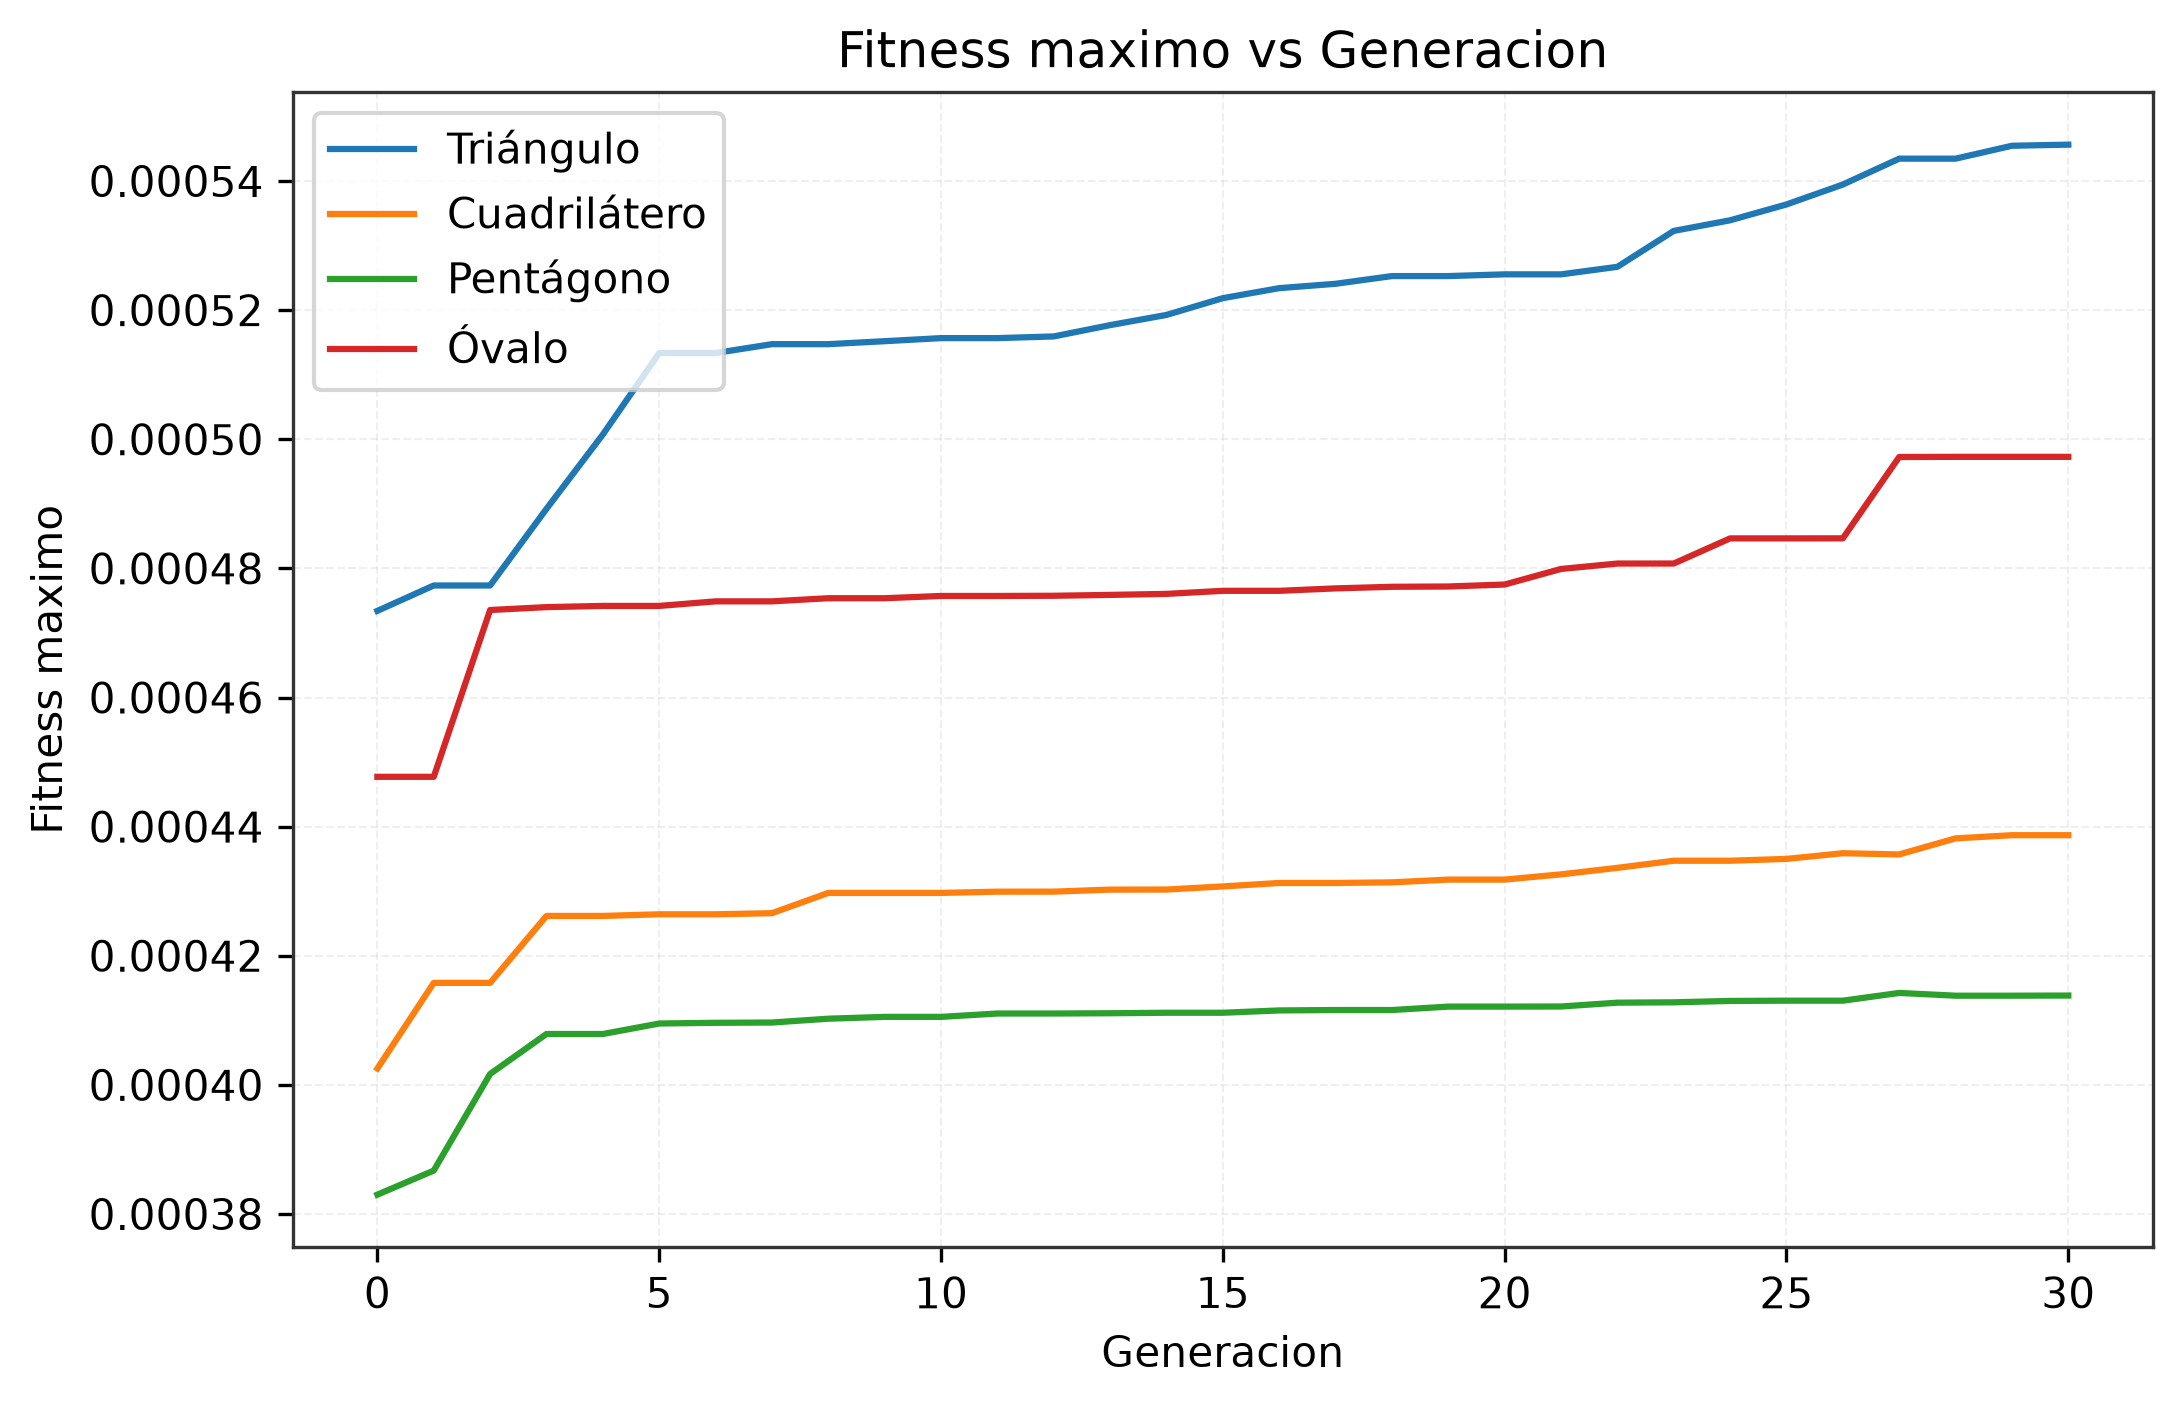 Fitness maximo vs Generacion
Triángulo
Cuadrilátero
Pentágono
Óvalo
Fitness maximo
0.00054
0.00052
0.00050
0.00048
0.00046
0.00044
0.00042
0.00040
0.00038
0 5 10 15 20 25 30
Generacion